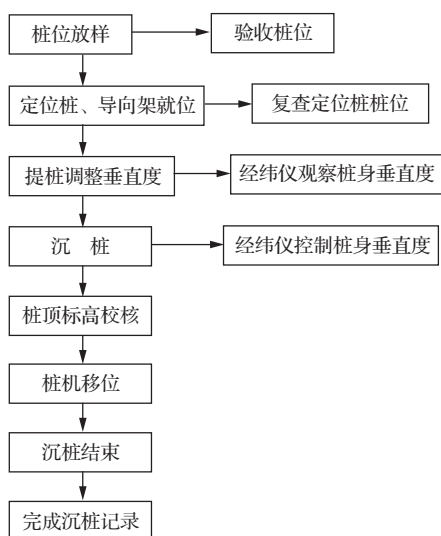 桩位放样
验收桩位
定位桩、导向架就位
复查定位桩桩位
提桩调整垂直度
经纬仪观察桩身垂直度
沉 桩
经纬仪控制桩身垂直度
桩顶标高校核
桩机移位
沉桩结束
完成沉桩记录